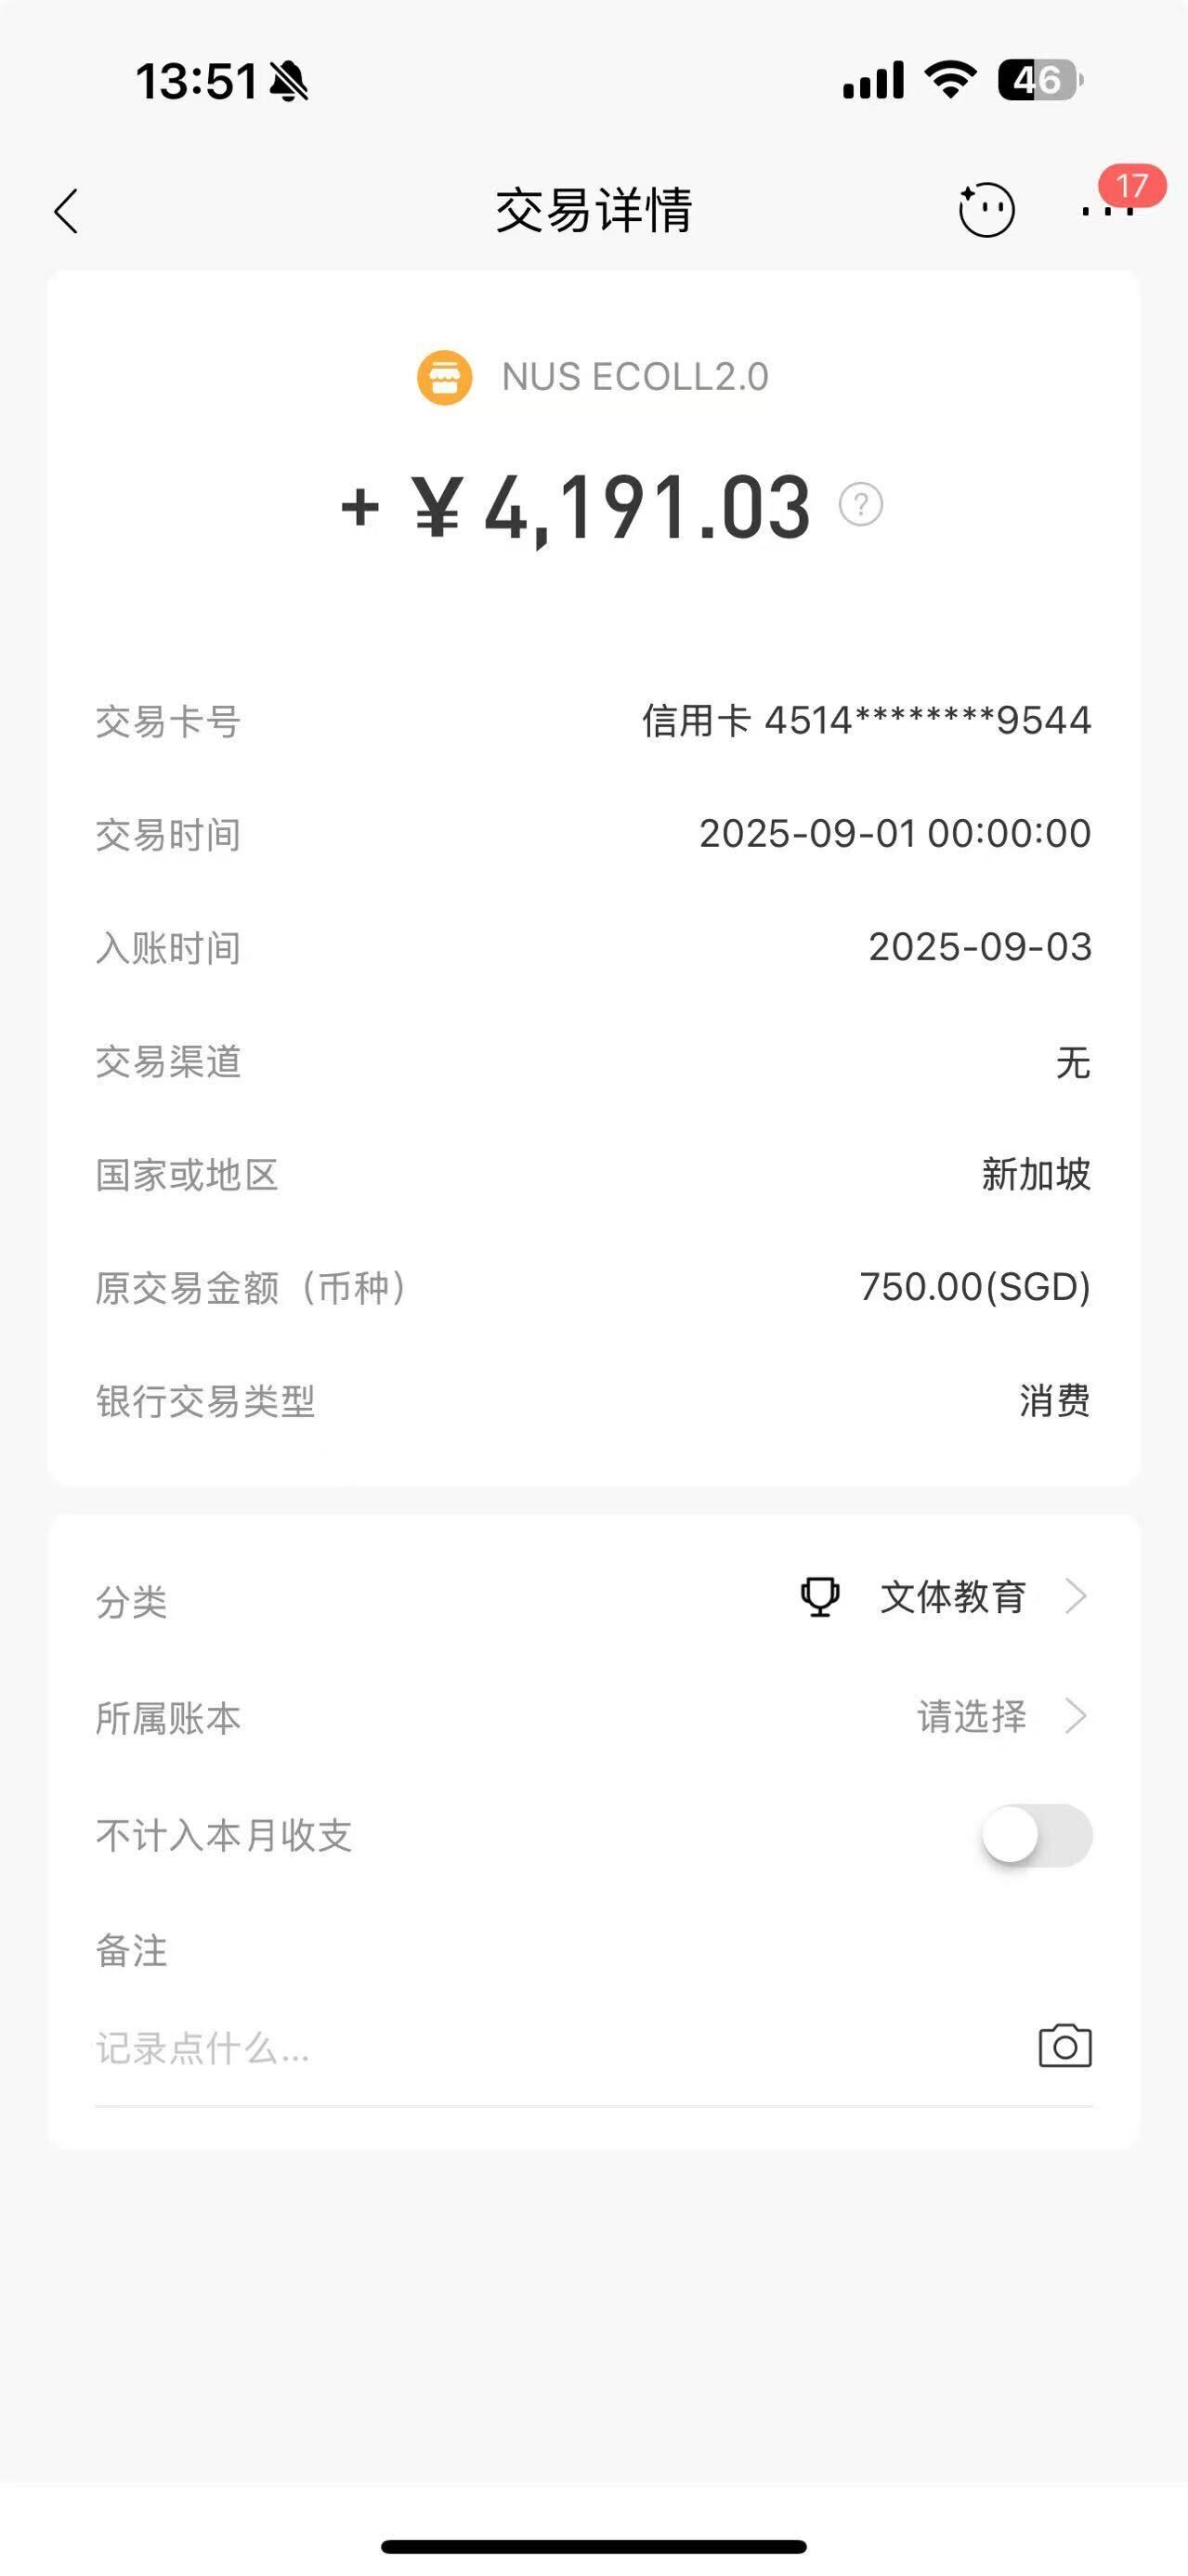 13:51
46
交易详情
17
NUS ECOLL2.0
+ ¥ 4,191.03 ?
交易卡号 信用卡 4514********9544
交易时间 2025-09-01 00:00:00
入账时间 2025-09-03
交易渠道 无
国家或地区 新加坡
原交易金额（币种） 750.00(SGD)
银行交易类型 消费
分类 文体教育
所属账本 请选择
不计入本月收支
备注
记录点什么...